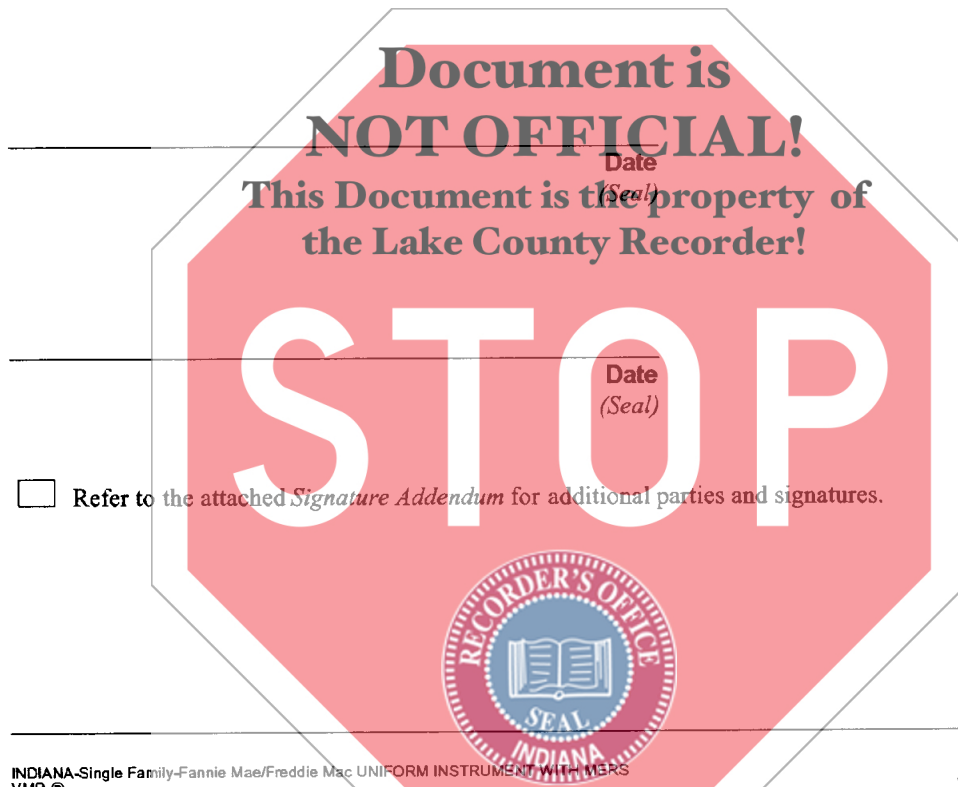 Document is
NOT OFFICIAL!
Date
This Document is the property of
(Seal)
the Lake County Recorder!
STOP
Date
(Seal)
Refer to the attached Signature Addendum for additional parties and signatures.
RECORDER'S OFFICE
SEAL
INDIANA
INDIANA-Single Family-Fannie Mae/Freddie Mac UNIFORM INSTRUMENT WITH MERS
VMP ®